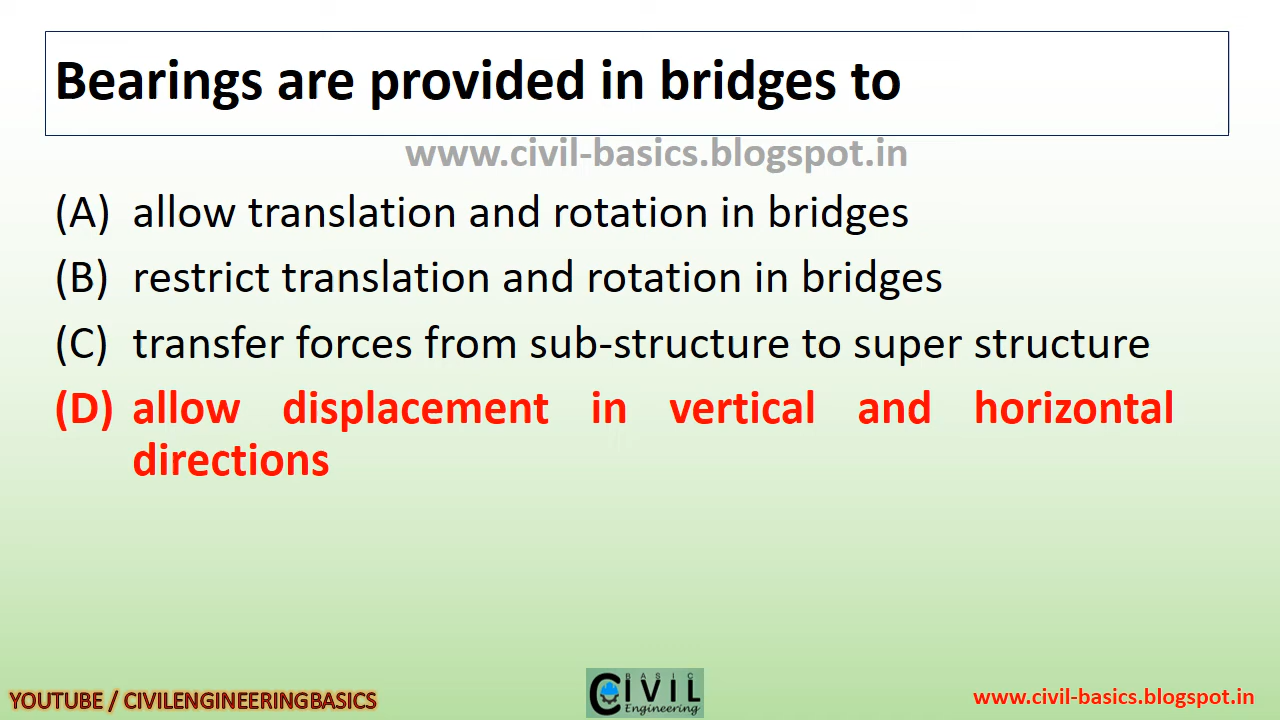 Bearings are provided in bridges to
www.civil-basics.blogspot.in
(A) allow translation and rotation in bridges
(B) restrict translation and rotation in bridges
(C) transfer forces from sub-structure to super structure
(D) allow displacement in vertical and horizontal
directions
BASIC
CIVIL
Engineering
YOUTUBE / CIVILENGINEERINGBASICS
www.civil-basics.blogspot.in